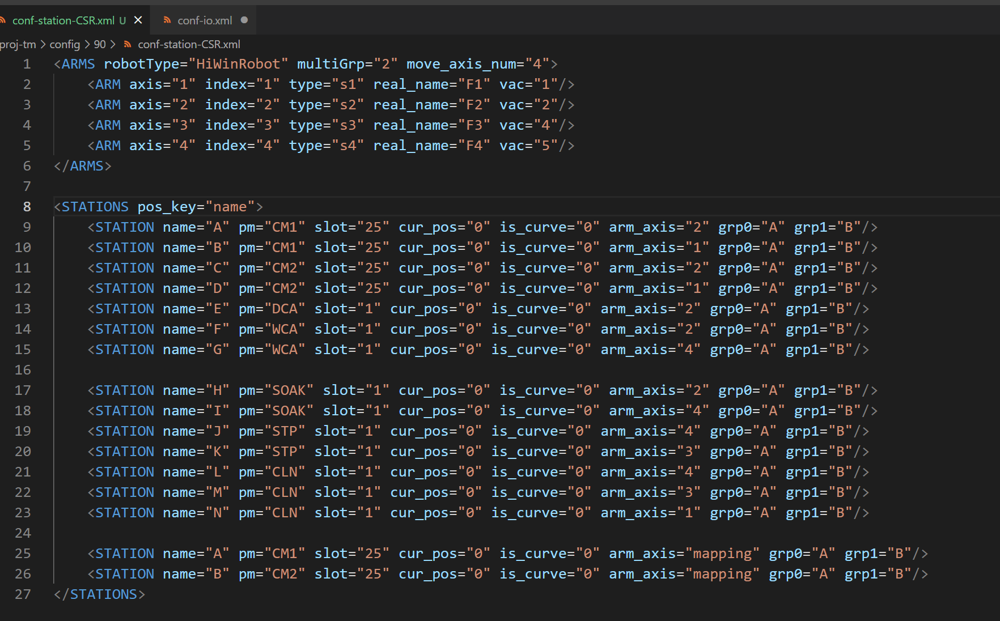 conf-station-CSR.xml U × conf-io.xml ●
proj-tm > config > 90 > conf-station-CSR.xml
1 <ARMS robotType="HiWinRobot" multiGrp="2" move_axis_num="4">
2 <ARM axis="1" index="1" type="s1" real_name="F1" vac="1"/>
3 <ARM axis="2" index="2" type="s2" real_name="F2" vac="2"/>
4 <ARM axis="3" index="3" type="s3" real_name="F3" vac="4"/>
5 <ARM axis="4" index="4" type="s4" real_name="F4" vac="5"/>
6 </ARMS>
7
8 <STATIONS pos_key="name">
9 <STATION name="A" pm="CM1" slot="25" cur_pos="0" is_curve="0" arm_axis="2" grp0="A" grp1="B"/>
10 <STATION name="B" pm="CM1" slot="25" cur_pos="0" is_curve="0" arm_axis="1" grp0="A" grp1="B"/>
11 <STATION name="C" pm="CM2" slot="25" cur_pos="0" is_curve="0" arm_axis="2" grp0="A" grp1="B"/>
12 <STATION name="D" pm="CM2" slot="25" cur_pos="0" is_curve="0" arm_axis="1" grp0="A" grp1="B"/>
13 <STATION name="E" pm="DCA" slot="1" cur_pos="0" is_curve="0" arm_axis="2" grp0="A" grp1="B"/>
14 <STATION name="F" pm="WCA" slot="1" cur_pos="0" is_curve="0" arm_axis="2" grp0="A" grp1="B"/>
15 <STATION name="G" pm="WCA" slot="1" cur_pos="0" is_curve="0" arm_axis="4" grp0="A" grp1="B"/>
16
17 <STATION name="H" pm="SOAK" slot="1" cur_pos="0" is_curve="0" arm_axis="2" grp0="A" grp1="B"/>
18 <STATION name="I" pm="SOAK" slot="1" cur_pos="0" is_curve="0" arm_axis="4" grp0="A" grp1="B"/>
19 <STATION name="J" pm="STP" slot="1" cur_pos="0" is_curve="0" arm_axis="4" grp0="A" grp1="B"/>
20 <STATION name="K" pm="STP" slot="1" cur_pos="0" is_curve="0" arm_axis="3" grp0="A" grp1="B"/>
21 <STATION name="L" pm="CLN" slot="1" cur_pos="0" is_curve="0" arm_axis="4" grp0="A" grp1="B"/>
22 <STATION name="M" pm="CLN" slot="1" cur_pos="0" is_curve="0" arm_axis="3" grp0="A" grp1="B"/>
23 <STATION name="N" pm="CLN" slot="1" cur_pos="0" is_curve="0" arm_axis="1" grp0="A" grp1="B"/>
24
25 <STATION name="A" pm="CM1" slot="25" cur_pos="0" is_curve="0" arm_axis="mapping" grp0="A" grp1="B"/>
26 <STATION name="B" pm="CM2" slot="25" cur_pos="0" is_curve="0" arm_axis="mapping" grp0="A" grp1="B"/>
27 </STATIONS>